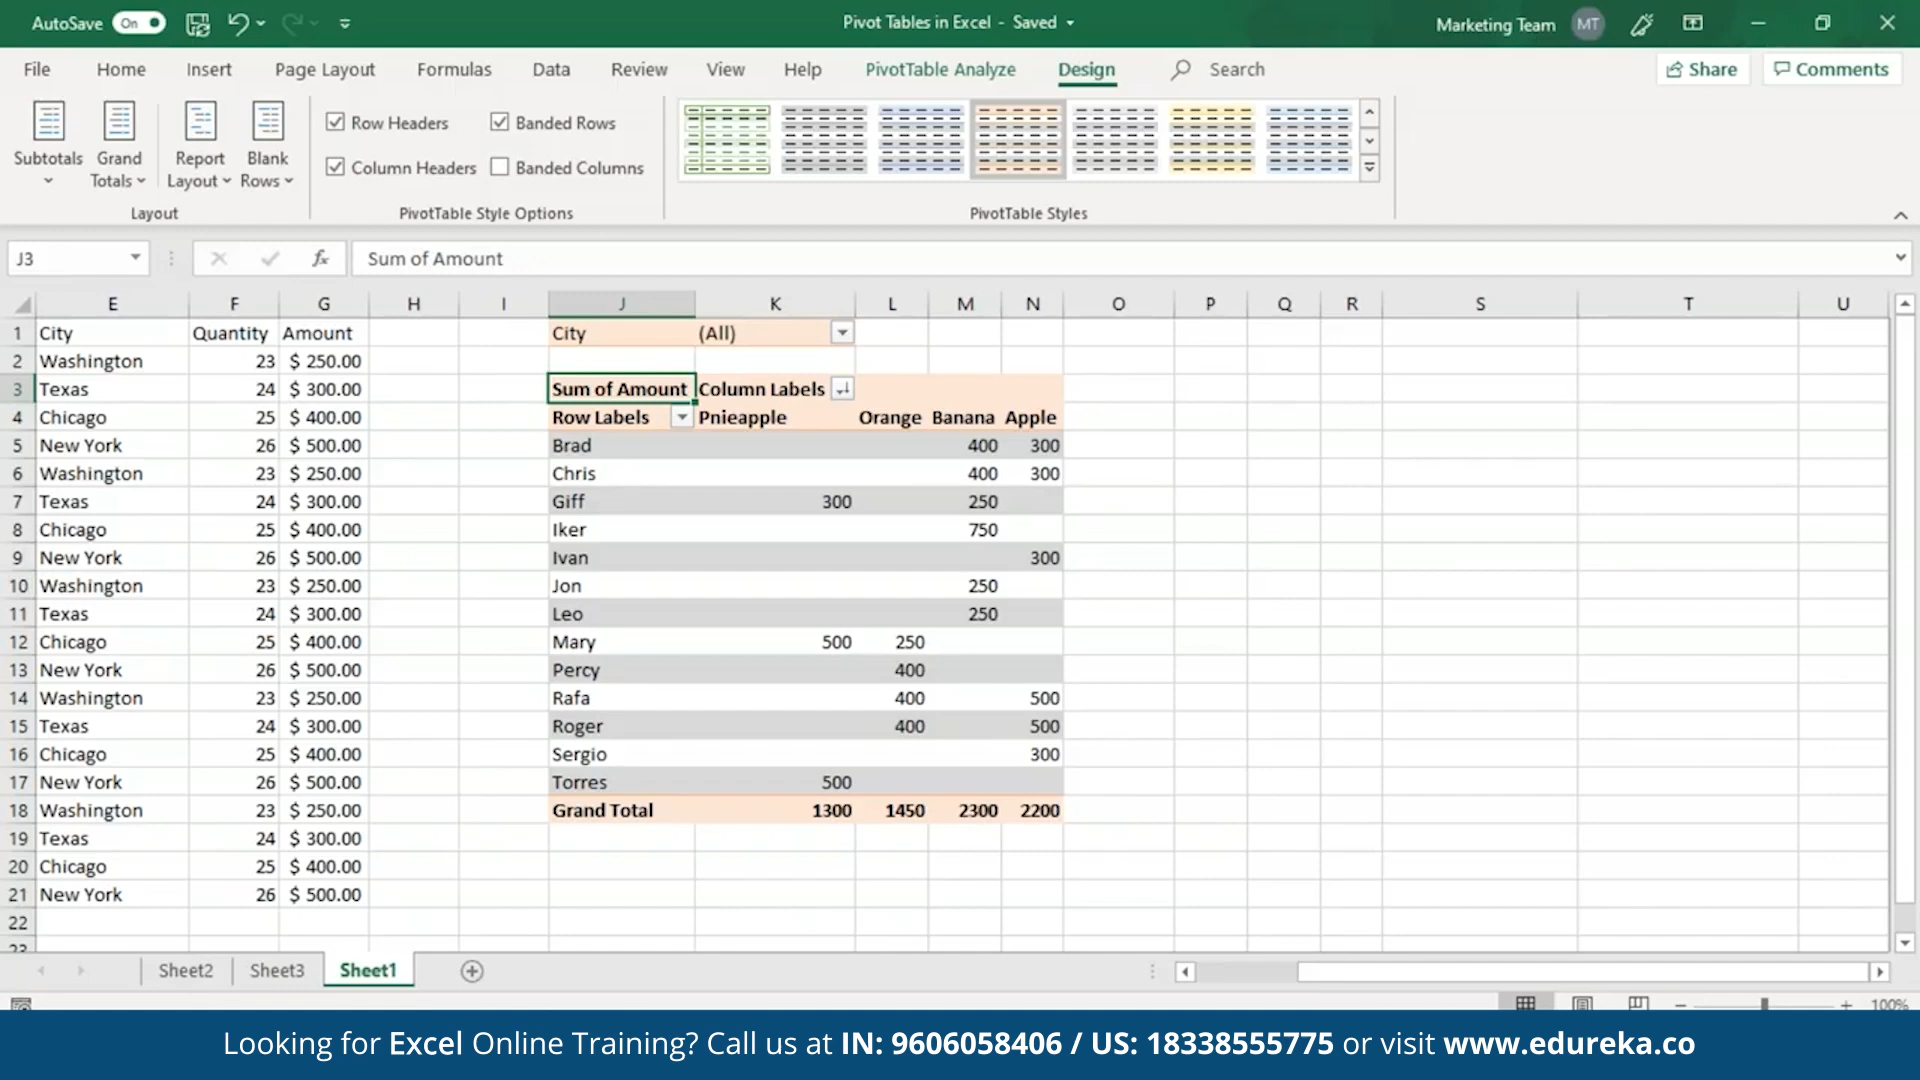 AutoSave On Pivot Tables in Excel - Saved Marketing Team MT
File Home Insert Page Layout Formulas Data Review View Help PivotTable Analyze Design Search Share Comments
Subtotals Grand Totals Report Layout Blank Rows
Row Headers Banded Rows
Column Headers Banded Columns
Layout PivotTable Style Options PivotTable Styles
J3 fx Sum of Amount
E F G H I J K L M N O P Q R S T U
1 City Quantity Amount City (All)
2 Washington 23 $ 250.00
3 Texas 24 $ 300.00 Sum of Amount Column Labels
4 Chicago 25 $ 400.00 Row Labels Pnieapple Orange Banana Apple
5 New York 26 $ 500.00 Brad 400 300
6 Washington 23 $ 250.00 Chris 400 300
7 Texas 24 $ 300.00 Giff 300 250
8 Chicago 25 $ 400.00 Iker 750
9 New York 26 $ 500.00 Ivan 300
10 Washington 23 $ 250.00 Jon 250
11 Texas 24 $ 300.00 Leo 250
12 Chicago 25 $ 400.00 Mary 500 250
13 New York 26 $ 500.00 Percy 400
14 Washington 23 $ 250.00 Rafa 400 500
15 Texas 24 $ 300.00 Roger 400 500
16 Chicago 25 $ 400.00 Sergio 300
17 New York 26 $ 500.00 Torres 500
18 Washington 23 $ 250.00 Grand Total 1300 1450 2300 2200
19 Texas 24 $ 300.00
20 Chicago 25 $ 400.00
21 New York 26 $ 500.00
22
23
Sheet2 Sheet3 Sheet1
100%
Looking for Excel Online Training? Call us at IN: 9606058406 / US: 18338555775 or visit www.edureka.co